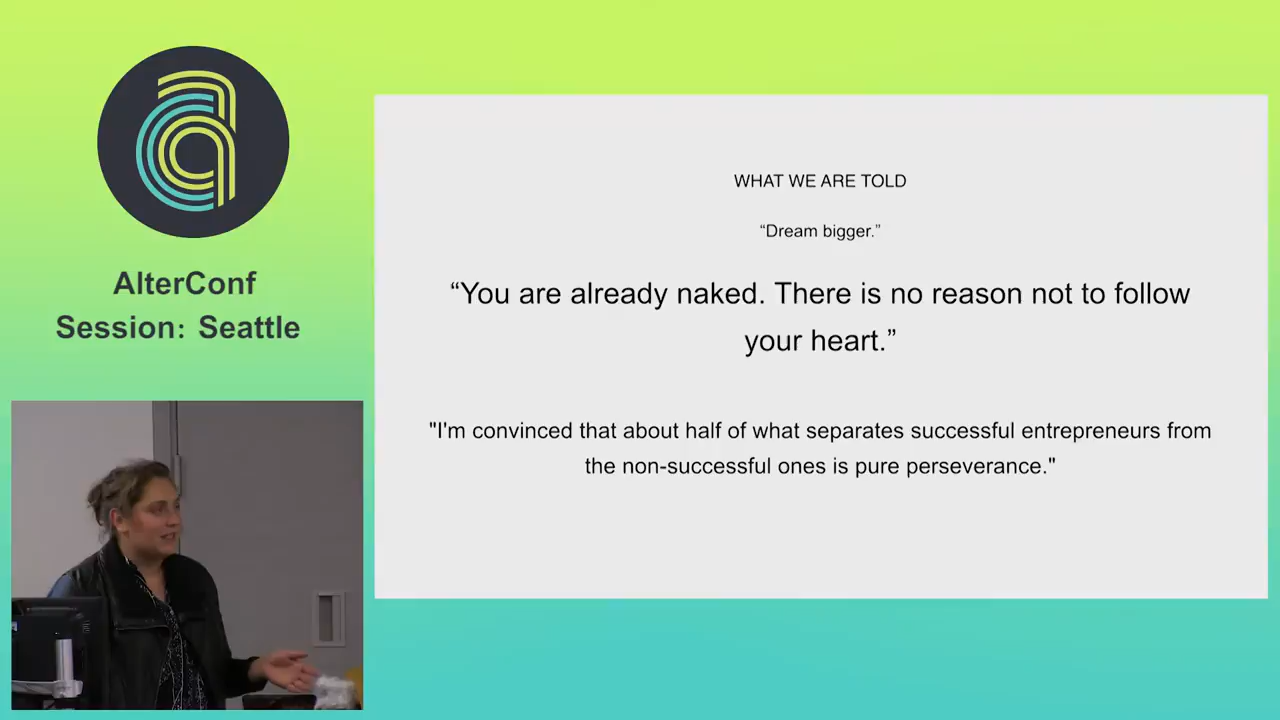 AlterConf
Session: Seattle
WHAT WE ARE TOLD
“Dream bigger.”
“You are already naked. There is no reason not to follow
your heart.”
"I'm convinced that about half of what separates successful entrepreneurs from
the non-successful ones is pure perseverance."